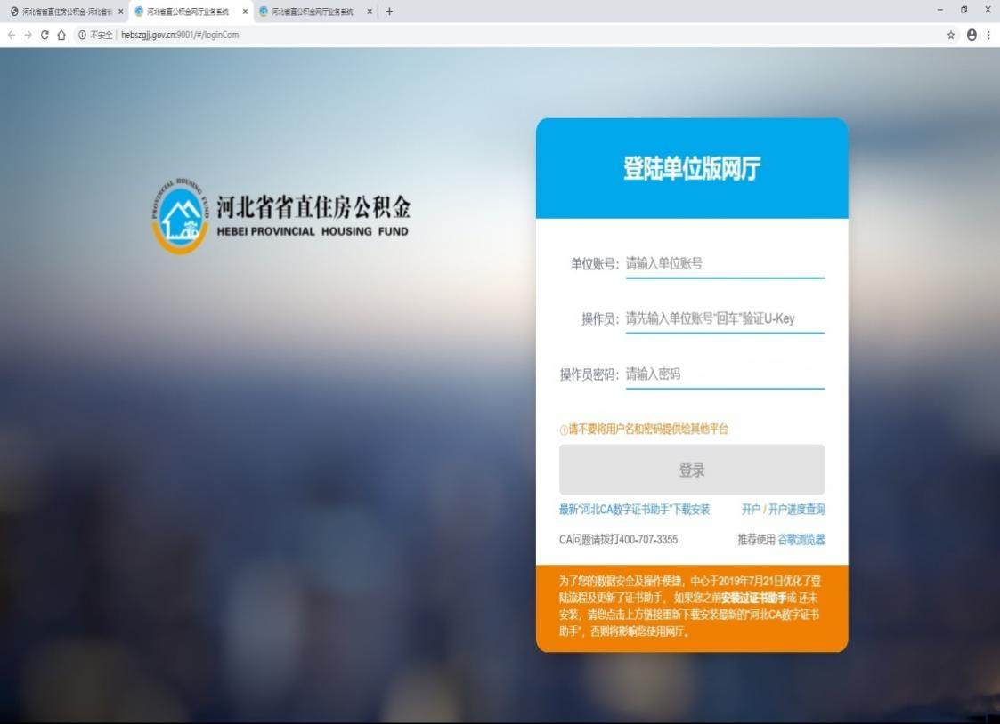 河北省省直住房公积金-河北省省
河北省直公积金网厅业务系统
河北省直公积金网厅业务系统
不安全 | hebszgjj.gov.cn:9001/#/loginCom
PROVINCIAL HOUSING FUND
河北省省直住房公积金
HEBEI PROVINCIAL HOUSING FUND
登陆单位版网厅
单位账号: 请输入单位账号
操作员: 请先输入单位账号“回车”验证U-Key
操作员密码: 请输入密码
请不要将用户名和密码提供给其他平台
登录
最新“河北CA数字证书助手”下载安装 开户 / 开户进度查询
CA问题请拨打400-707-3355 推荐使用 谷歌浏览器
为了您的数据安全及操作便捷，中心于2019年7月21日优化了登
陆流程及更新了证书助手， 如果您之前安装过证书助手或 还未
安装，请您点击上方链接重新下载安装最新的“河北CA数字证书
助手”，否则将影响您使用网厅。